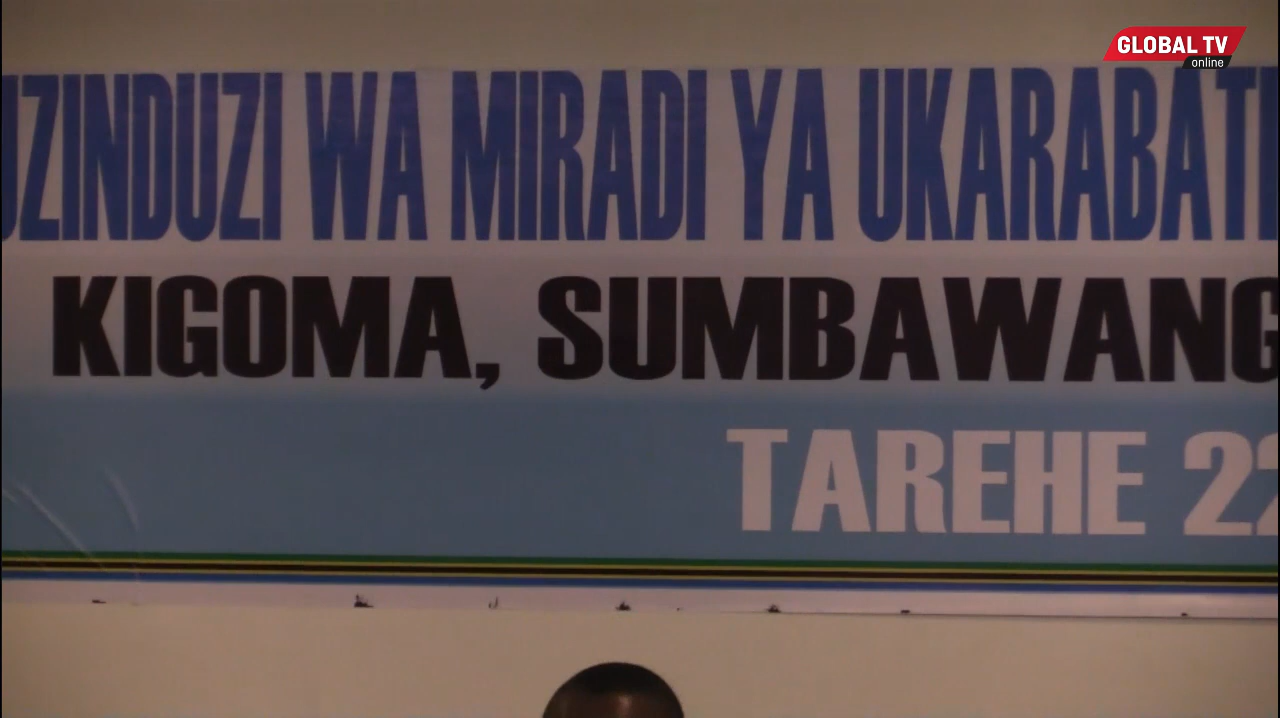 GLOBAL TV
online
UZINDUZI WA MIRADI YA UKARABATI
KIGOMA, SUMBAWANG
TAREHE 22